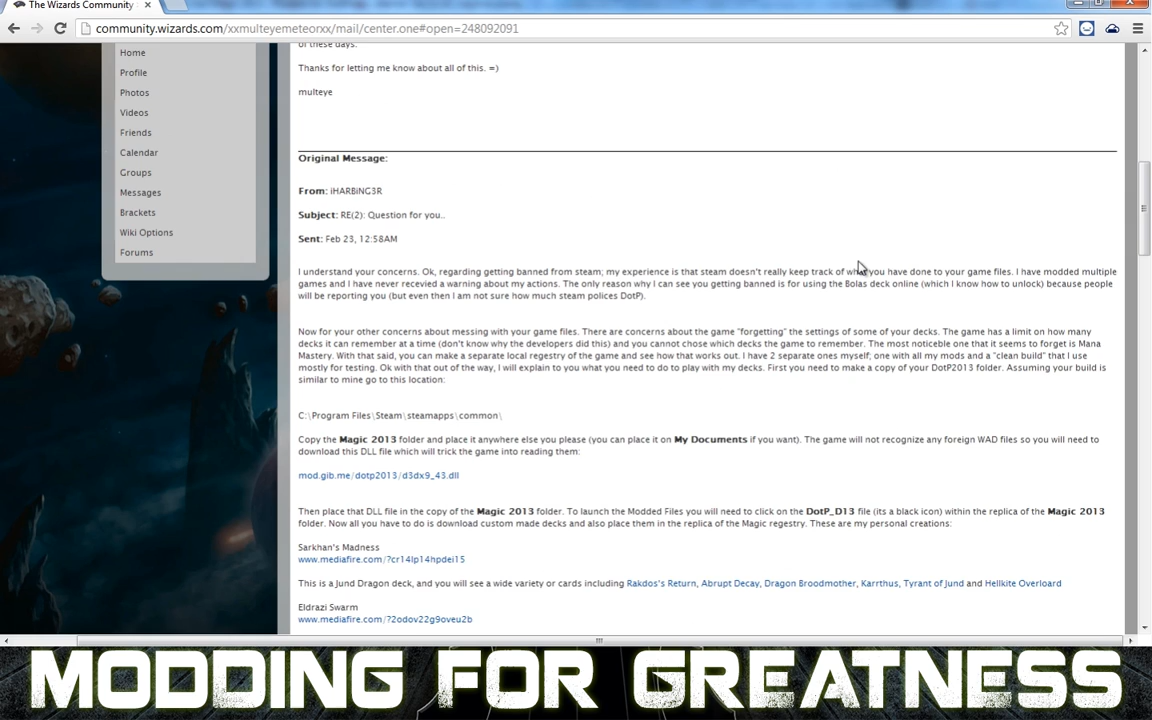 The Wizards Community
community.wizards.com/xxmulteyemeteorxx/mail/center.one#open=248092091
Home
Profile
Photos
Videos
Friends
Calendar
Groups
Messages
Brackets
Wiki Options
Forums
of these days.
Thanks for letting me know about all of this. =)
multeye
Original Message:
From: iHARBiNG3R
Subject: RE(2): Question for you..
Sent: Feb 23, 12:58AM
I understand your concerns. Ok, regarding getting banned from steam; my experience is that steam doesn't really keep track of what you have done to your game files. I have modded multiple
games and I have never recevied a warning about my actions. The only reason why I can see you getting banned is for using the Bolas deck online (which I know how to unlock) because people
will be reporting you (but even then I am not sure how much steam polices DotP).
Now for your other concerns about messing with your game files. There are concerns about the game "forgetting" the settings of some of your decks. The game has a limit on how many
decks it can remember at a time (don't know why the developers did this) and you cannot chose which decks the game to remember. The most noticeble one that it seems to forget is Mana
Mastery. With that said, you can make a separate local regestry of the game and see how that works out. I have 2 separate ones myself; one with all my mods and a "clean build" that I use
mostly for testing. Ok with that out of the way, I will explain to you what you need to do to play with my decks. First you need to make a copy of your DotP2013 folder. Assuming your build is
similar to mine go to this location:
C:\Program Files\Steam\steamapps\common\
Copy the Magic 2013 folder and place it anywhere else you please (you can place it on My Documents if you want). The game will not recognize any foreign WAD files so you will need to
download this DLL file which will trick the game into reading them:
mod.gib.me/dotp2013/d3dx9_43.dll
Then place that DLL file in the copy of the Magic 2013 folder. To launch the Modded Files you will need to click on the DotP_D13 file (its a black icon) within the replica of the Magic 2013
folder. Now all you have to do is download custom made decks and also place them in the replica of the Magic regestry. These are my personal creations:
Sarkhan's Madness
www.mediafire.com/?cr14lp14hpdei15
This is a Jund Dragon deck, and you will see a wide variety or cards including Rakdos's Return, Abrupt Decay, Dragon Broodmother, Karrthus, Tyrant of Jund and Hellkite Overloard
Eldrazi Swarm
www.mediafire.com/?2odov22g9oveu2b
MODDING FOR GREATNESS